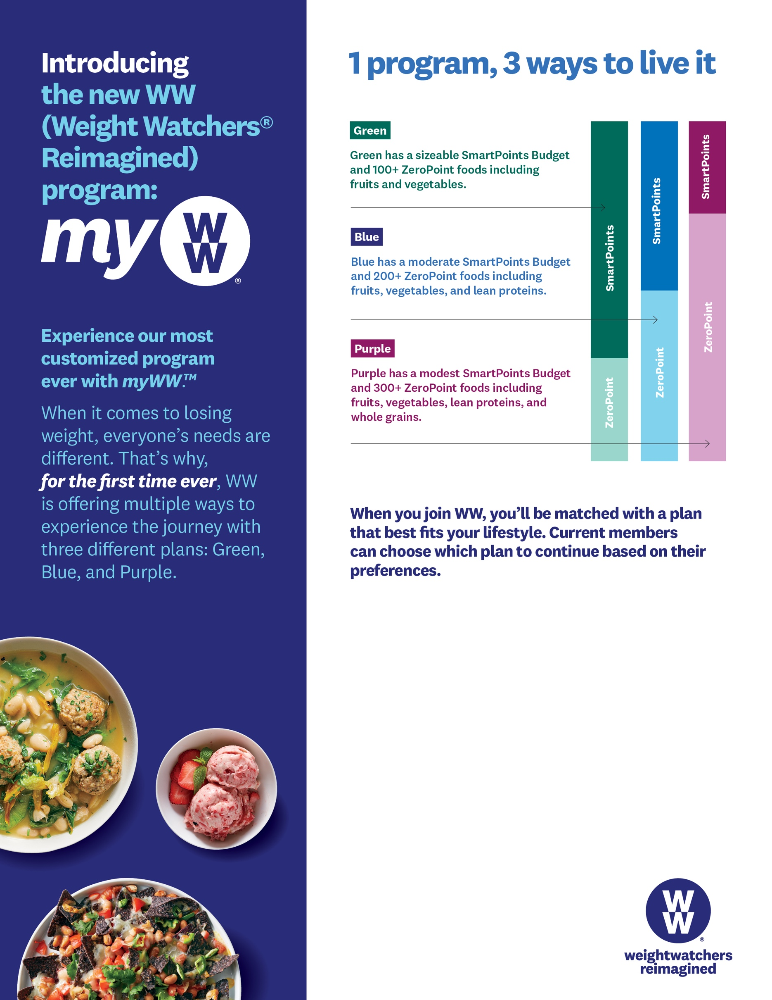 Introducing
the new WW
(Weight Watchers®
Reimagined)
program:
my WW®
Experience our most
customized program
ever with myWW.™
When it comes to losing
weight, everyone’s needs are
different. That’s why,
for the first time ever, WW
is offering multiple ways to
experience the journey with
three different plans: Green,
Blue, and Purple.
1 program, 3 ways to live it
Green
Green has a sizeable SmartPoints Budget
and 100+ ZeroPoint foods including
fruits and vegetables.
Blue
Blue has a moderate SmartPoints Budget
and 200+ ZeroPoint foods including
fruits, vegetables, and lean proteins.
Purple
Purple has a modest SmartPoints Budget
and 300+ ZeroPoint foods including
fruits, vegetables, lean proteins, and
whole grains.
SmartPoints
ZeroPoint
SmartPoints
ZeroPoint
SmartPoints
ZeroPoint
When you join WW, you’ll be matched with a plan
that best fits your lifestyle. Current members
can choose which plan to continue based on their
preferences.
W
W®
weightwatchers
reimagined